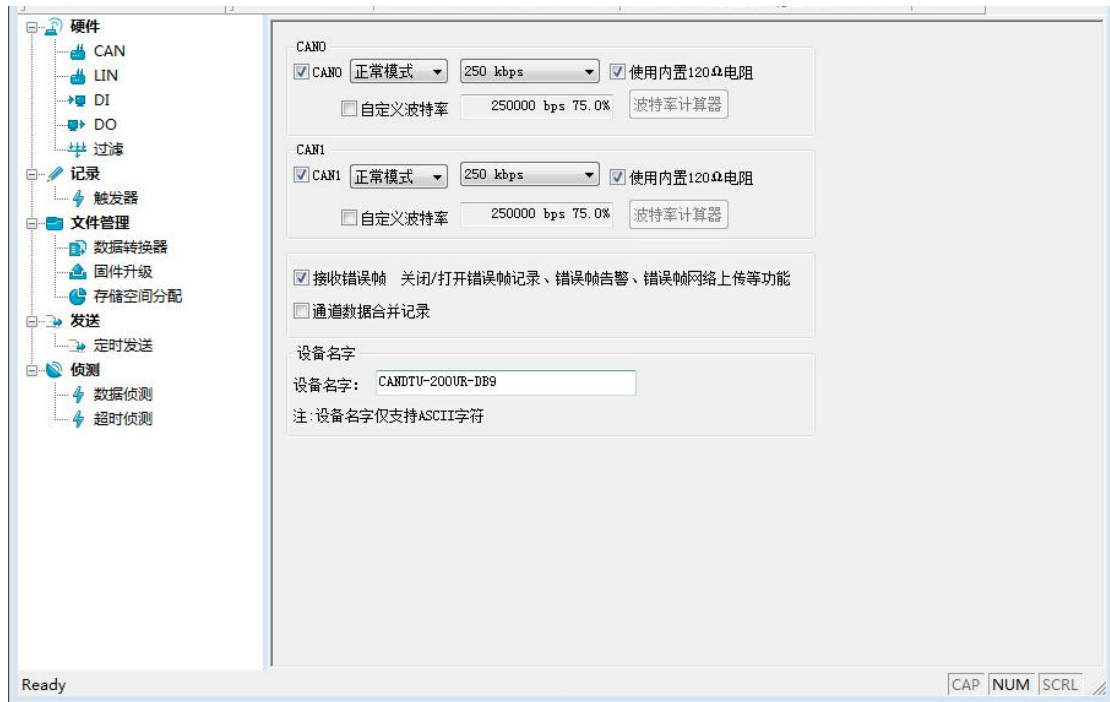 硬件
CAN
LIN
DI
DO
过滤
记录
触发器
文件管理
数据转换器
固件升级
存储空间分配
发送
定时发送
侦测
数据侦测
超时侦测
CAN0
CAN0 正常模式 250 kbps 使用内置120Ω电阻
自定义波特率 250000 bps 75.0% 波特率计算器
CAN1
CAN1 正常模式 250 kbps 使用内置120Ω电阻
自定义波特率 250000 bps 75.0% 波特率计算器
接收错误帧 关闭/打开错误帧记录、错误帧告警、错误帧网络上传等功能
通道数据合并记录
设备名字
设备名字: CANDTU-200UR-DB9
注:设备名字仅支持ASCII字符
Ready CAP NUM SCRL